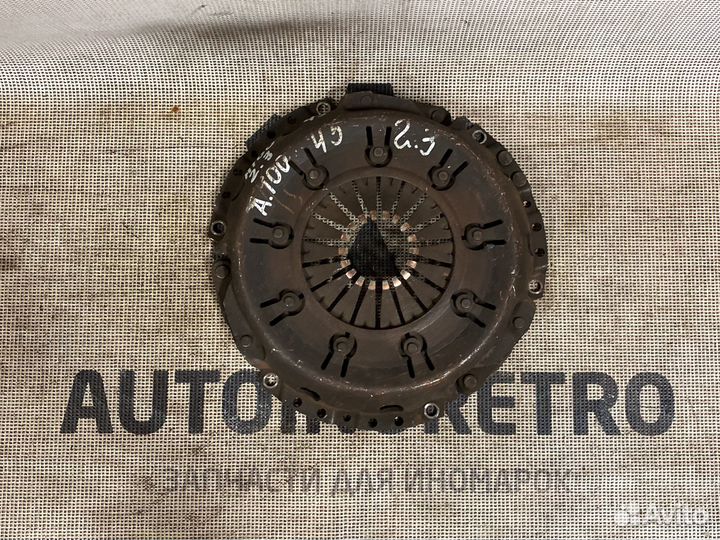 А.100 45 2.3
AUTO RETRO
ЗАПЧАСТИ ДЛЯ ИНОМАРОК
Avito